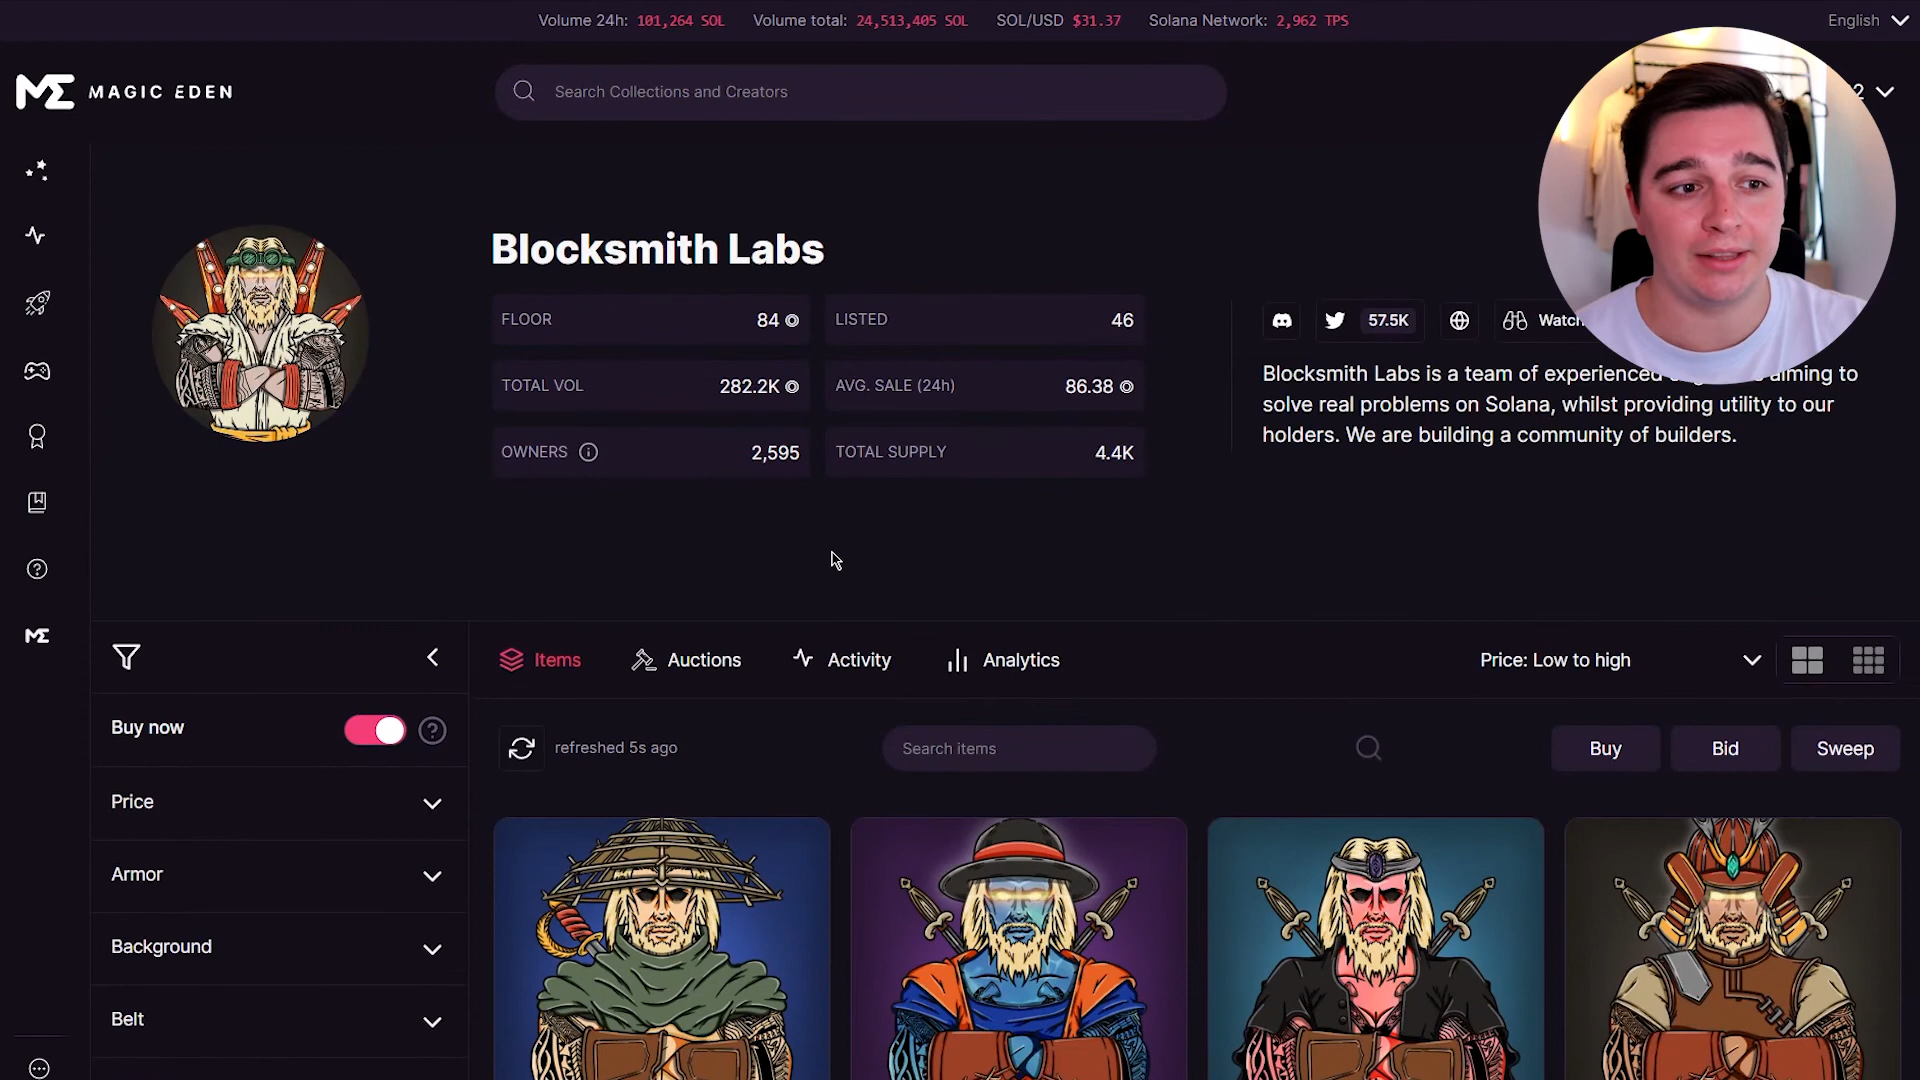 Volume 24h: 101,264 SOL Volume total: 24,513,405 SOL SOL/USD $31.37 Solana Network: 2,962 TPS English
MAGIC EDEN
Search Collections and Creators
2
Blocksmith Labs
FLOOR 84
LISTED 46
57.5K
Watch
TOTAL VOL 282.2K
AVG. SALE (24h) 86.38
OWNERS 2,595
TOTAL SUPPLY 4.4K
Blocksmith Labs is a team of experienced aiming to
solve real problems on Solana, whilst providing utility to our
holders. We are building a community of builders.
Items Auctions Activity Analytics
Price: Low to high
Buy now
refreshed 5s ago
Search items
Buy Bid Sweep
Price
Armor
Background
Belt